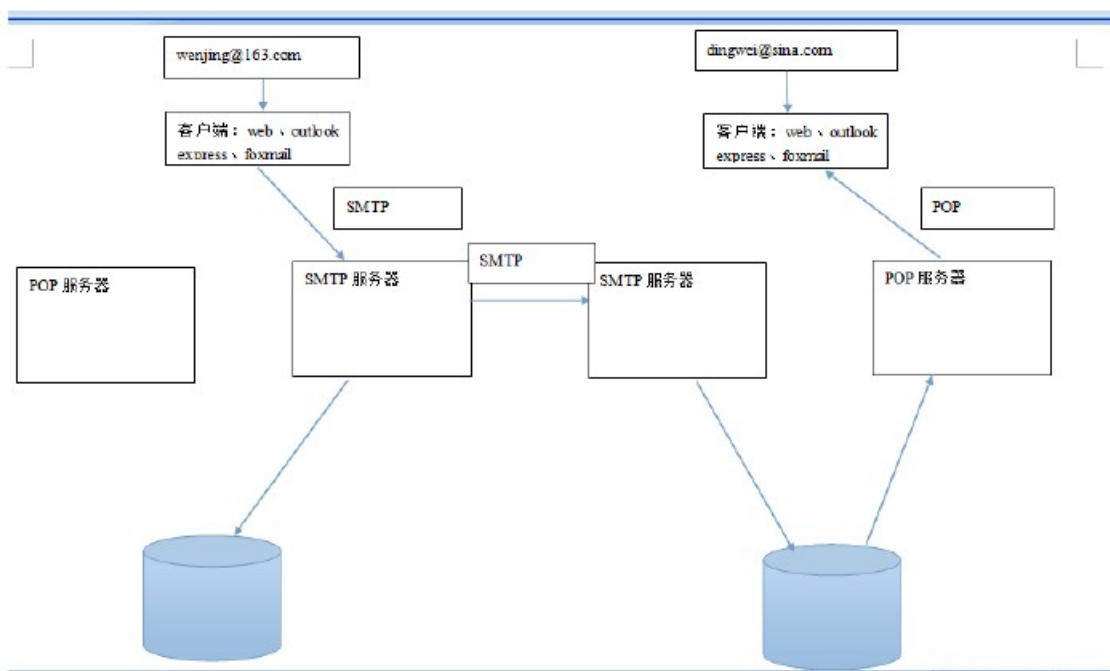 wenjing@163.com
dingwei@sina.com
客户端：web、outlook
express、foxmail
客户端：web、outlook
express、foxmail
SMTP
POP
SMTP
POP 服务器
SMTP 服务器
SMTP 服务器
POP 服务器